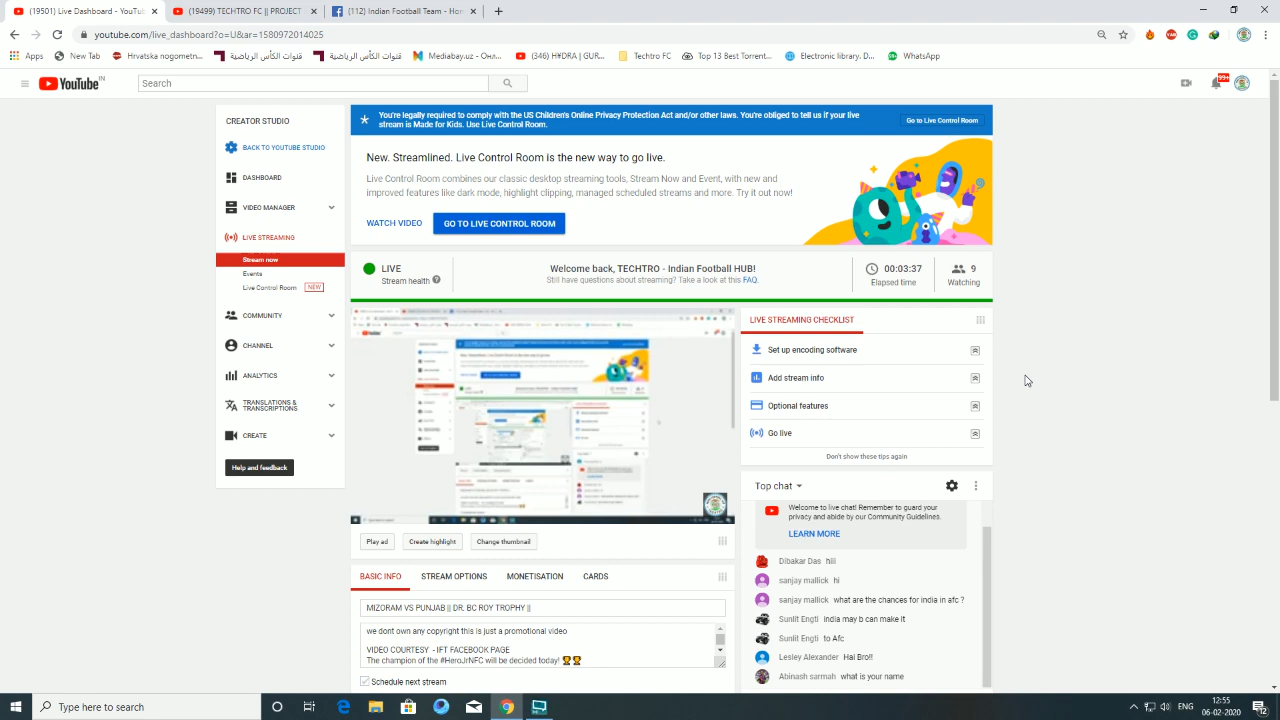 (19501) Live Dashboard - YouTub
(19499) TECHTRO FC || PROJECT
(112) Indian Football Team - Hom
youtube.com/live_dashboard?o=U&ar=1580972014025
Apps
New Tab
Hrvatska nogometn...
قنوات الكأس الرياضية
قنوات الكأس الرياضية
Mediabay.uz - Онл...
(346) H¥DRA | GUR...
Techtro FC
Top 13 Best Torrent...
Electronic library. D...
WhatsApp
YouTube IN
Search
99+
CREATOR STUDIO
BACK TO YOUTUBE STUDIO
DASHBOARD
VIDEO MANAGER
LIVE STREAMING
Stream now
Events
Live Control Room NEW
COMMUNITY
CHANNEL
ANALYTICS
TRANSLATIONS &
TRANSCRIPTIONS
CREATE
Help and feedback
You're legally required to comply with the US Children's Online Privacy Protection Act and/or other laws. You're obliged to tell us if your live
stream is Made for Kids. Use Live Control Room.
Go to Live Control Room
New. Streamlined. Live Control Room is the new way to go live.
Live Control Room combines our classic desktop streaming tools, Stream Now and Event, with new and
improved features like dark mode, highlight clipping, managed scheduled streams and more. Try it out now!
WATCH VIDEO
GO TO LIVE CONTROL ROOM
LIVE
Stream health
Welcome back, TECHTRO - Indian Football HUB!
Still have questions about streaming? Take a look at this FAQ.
00:03:37
Elapsed time
9
Watching
LIVE STREAMING CHECKLIST
Set up encoding software
Add stream info
Optional features
Go live
Don't show these tips again
Top chat
Welcome to live chat! Remember to guard your
privacy and abide by our Community Guidelines.
LEARN MORE
Dibakar Das hiii
sanjay mallick hi
sanjay mallick what are the chances for india in afc ?
Sunlit Engti india may b can make it
Sunlit Engti to Afc
Lesley Alexander Hai Bro!!
Abinash sarmah what is your name
Play ad
Create highlight
Change thumbnail
BASIC INFO
STREAM OPTIONS
MONETISATION
CARDS
MIZORAM VS PUNJAB || DR. BC ROY TROPHY ||
we dont own any copyright this is just a promotional video
VIDEO COURTESY - IFT FACEBOOK PAGE
The champion of the #HeroJrNFC will be decided today! 🏆🏆
Schedule next stream
Type here to search
ENG
12:55
06-02-2020